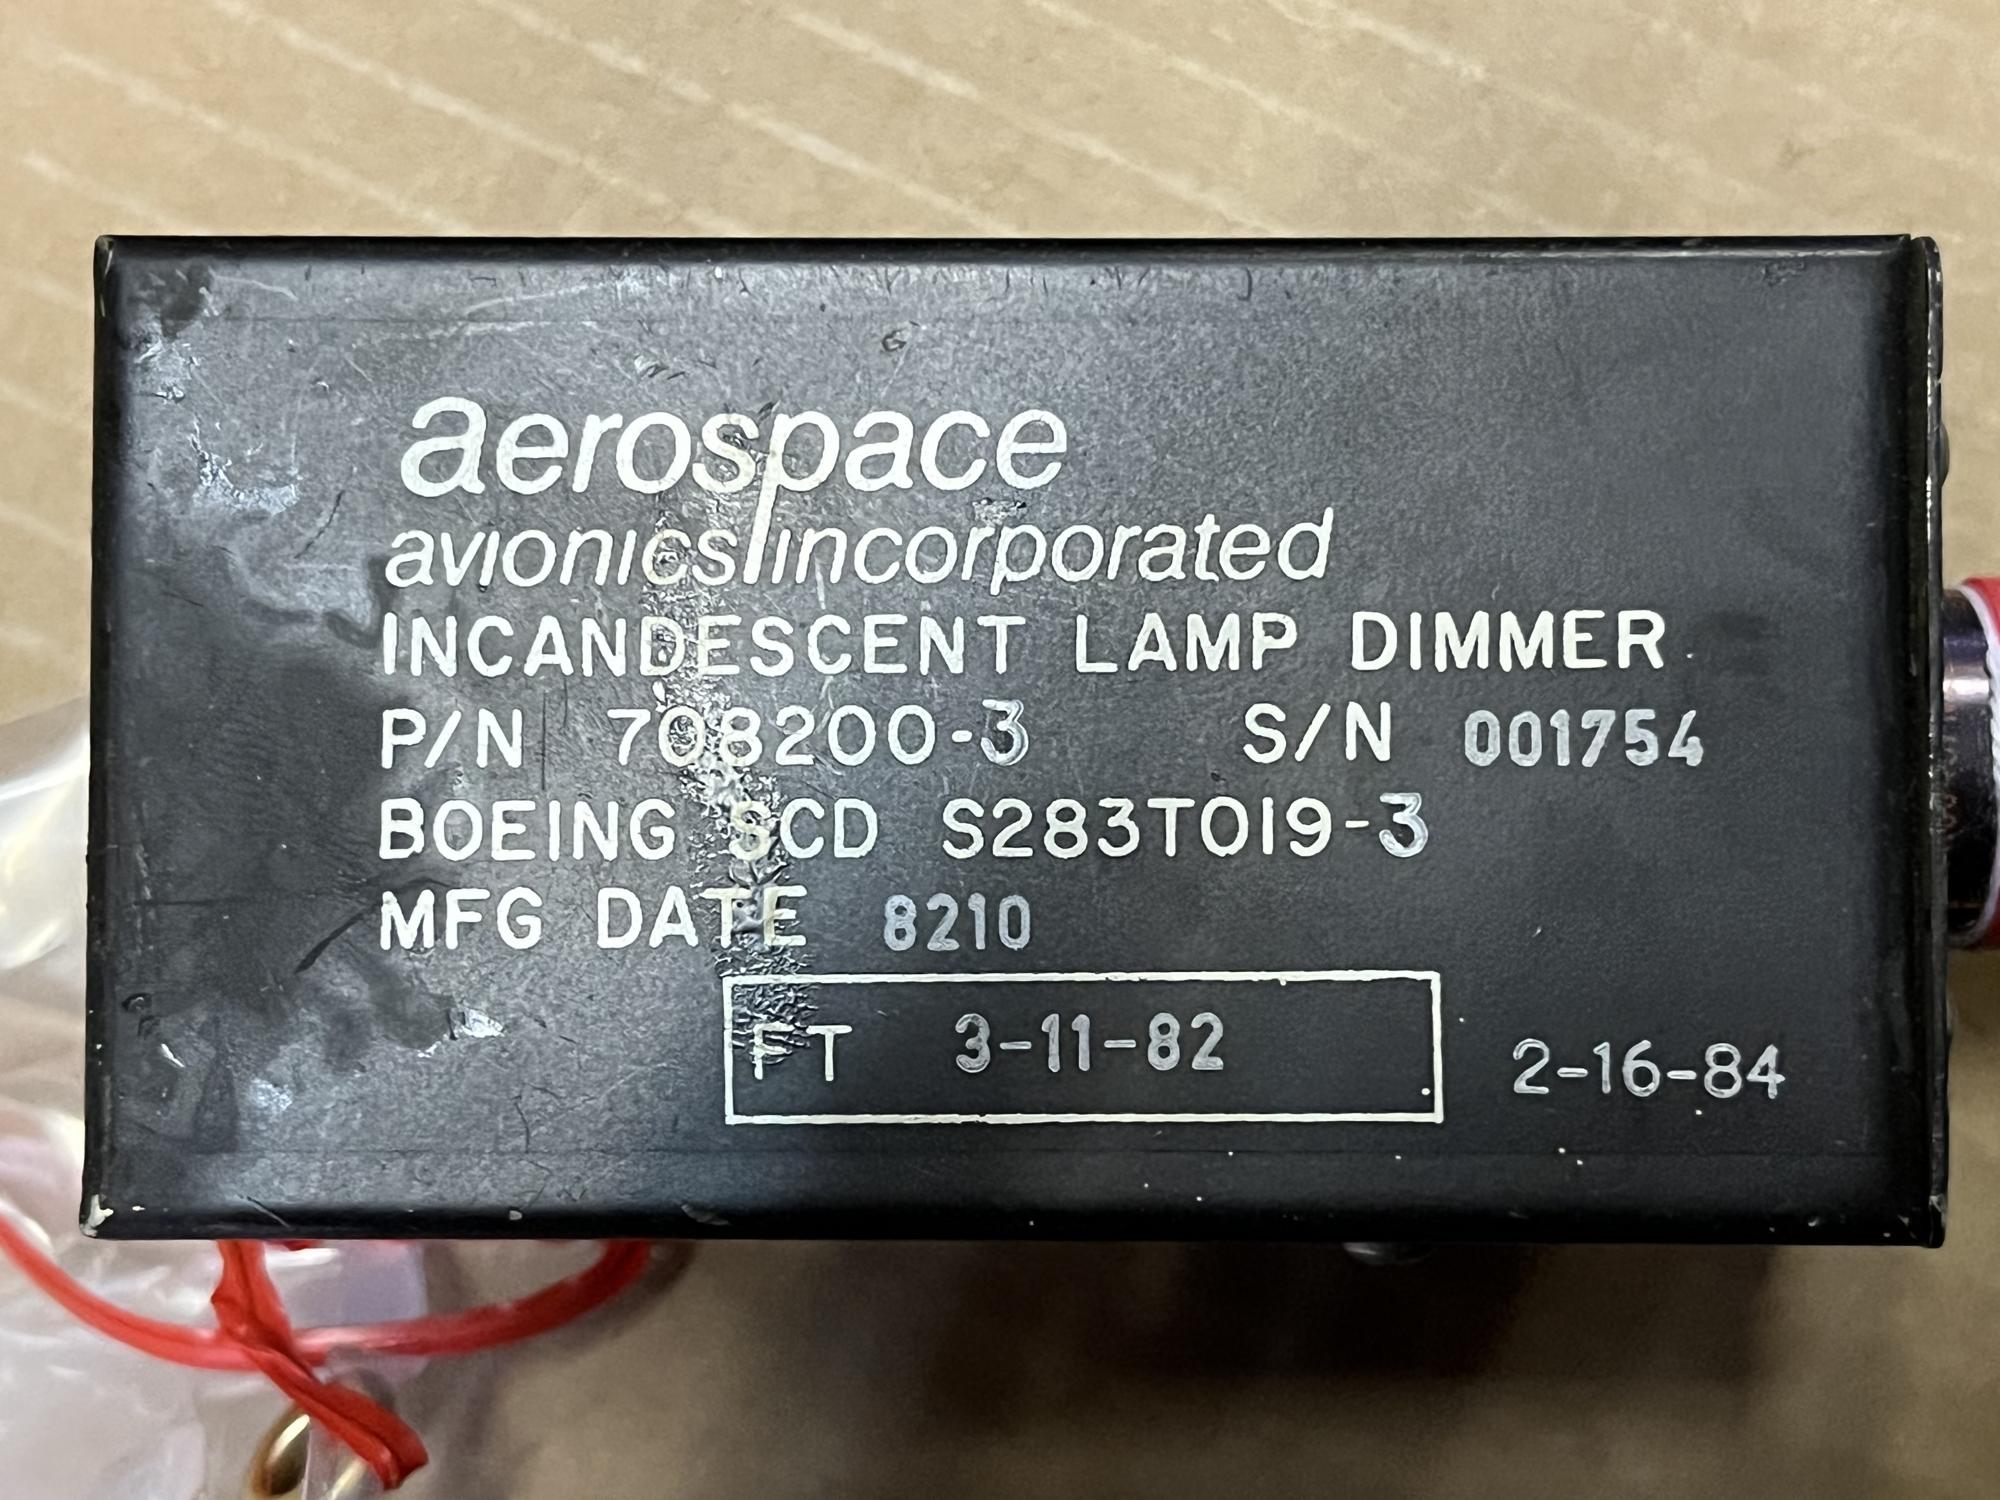 aerospace
avionics incorporated
INCANDESCENT LAMP DIMMER
P/N 708200-3 S/N 001754
BOEING SCD S283T019-3
MFG DATE 8210
FT 3-11-82
2-16-84